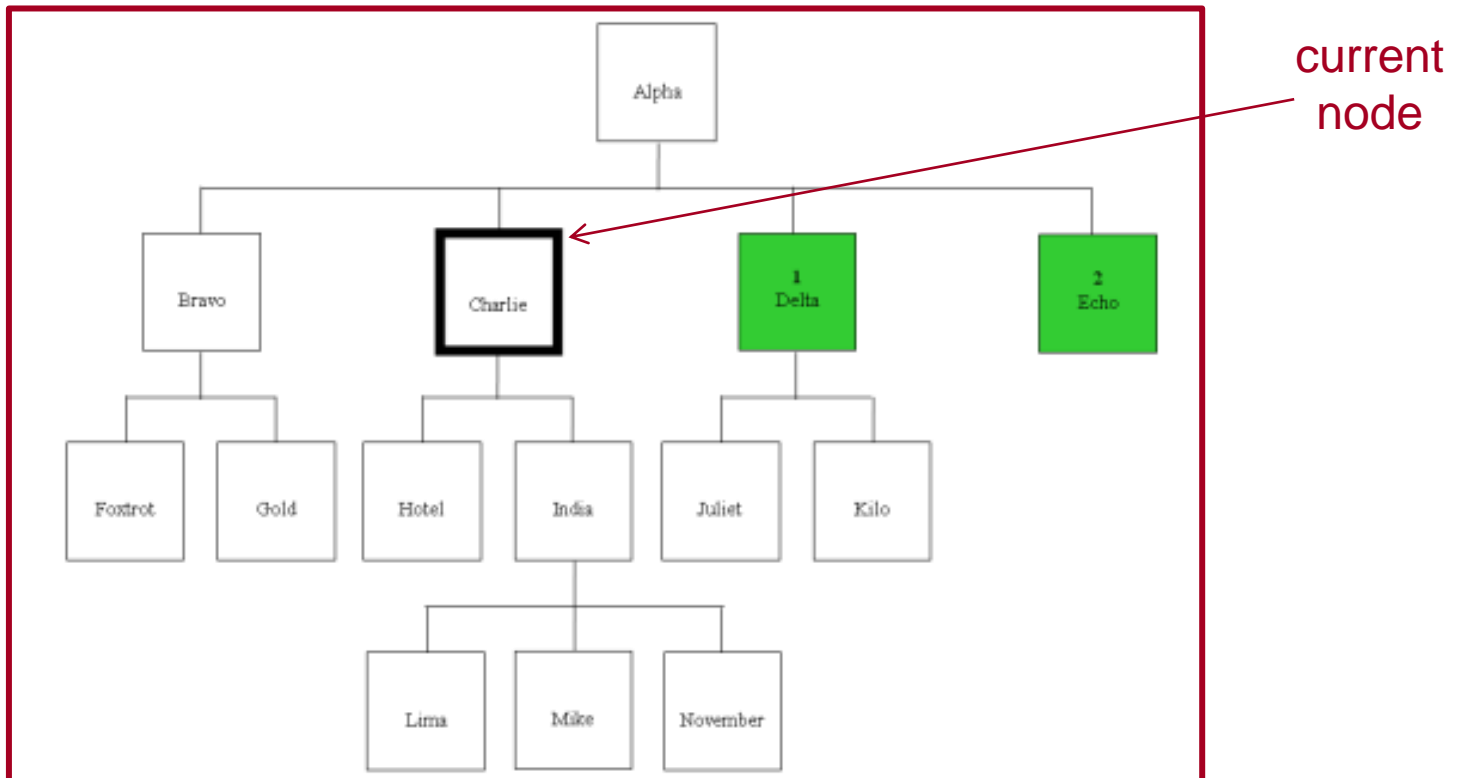 current
node
Alpha
Bravo
Charlie
1
Delta
2
Echo
Foxtrot
Gold
Hotel
India
Juliet
Kilo
Lima
Mike
November